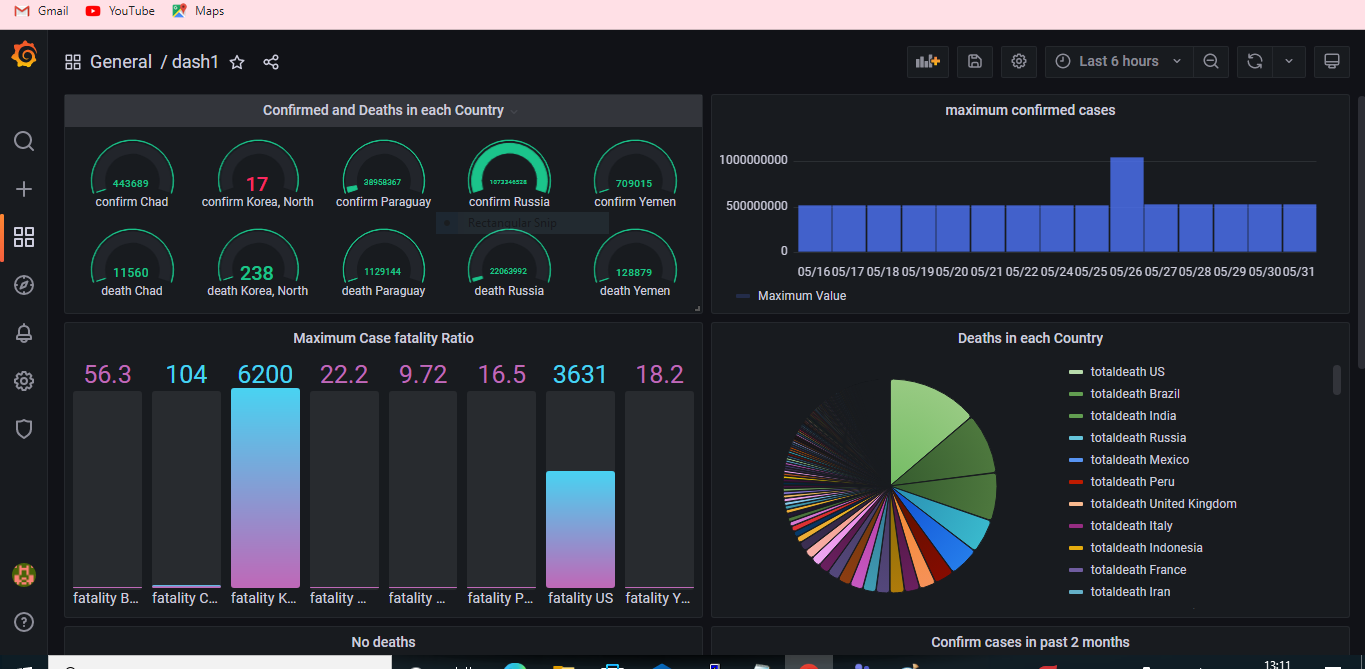 Gmail YouTube Maps
General / dash1
Last 6 hours
Confirmed and Deaths in each Country
443689 17 38958367 1073346528 709015
confirm Chad confirm Korea, North confirm Paraguay confirm Russia confirm Yemen
Rectangular Snip
11560 238 1129144 22063992 128879
death Chad death Korea, North death Paraguay death Russia death Yemen
maximum confirmed cases
1000000000
500000000
0
05/16 05/17 05/18 05/19 05/20 05/21 05/22 05/24 05/25 05/26 05/27 05/28 05/29 05/30 05/31
Maximum Value
Maximum Case fatality Ratio
56.3 104 6200 22.2 9.72 16.5 3631 18.2
fatality B... fatality C... fatality K... fatality ... fatality ... fatality P... fatality US fatality Y...
Deaths in each Country
totaldeath US
totaldeath Brazil
totaldeath India
totaldeath Russia
totaldeath Mexico
totaldeath Peru
totaldeath United Kingdom
totaldeath Italy
totaldeath Indonesia
totaldeath France
totaldeath Iran
No deaths
Confirm cases in past 2 months
13:11